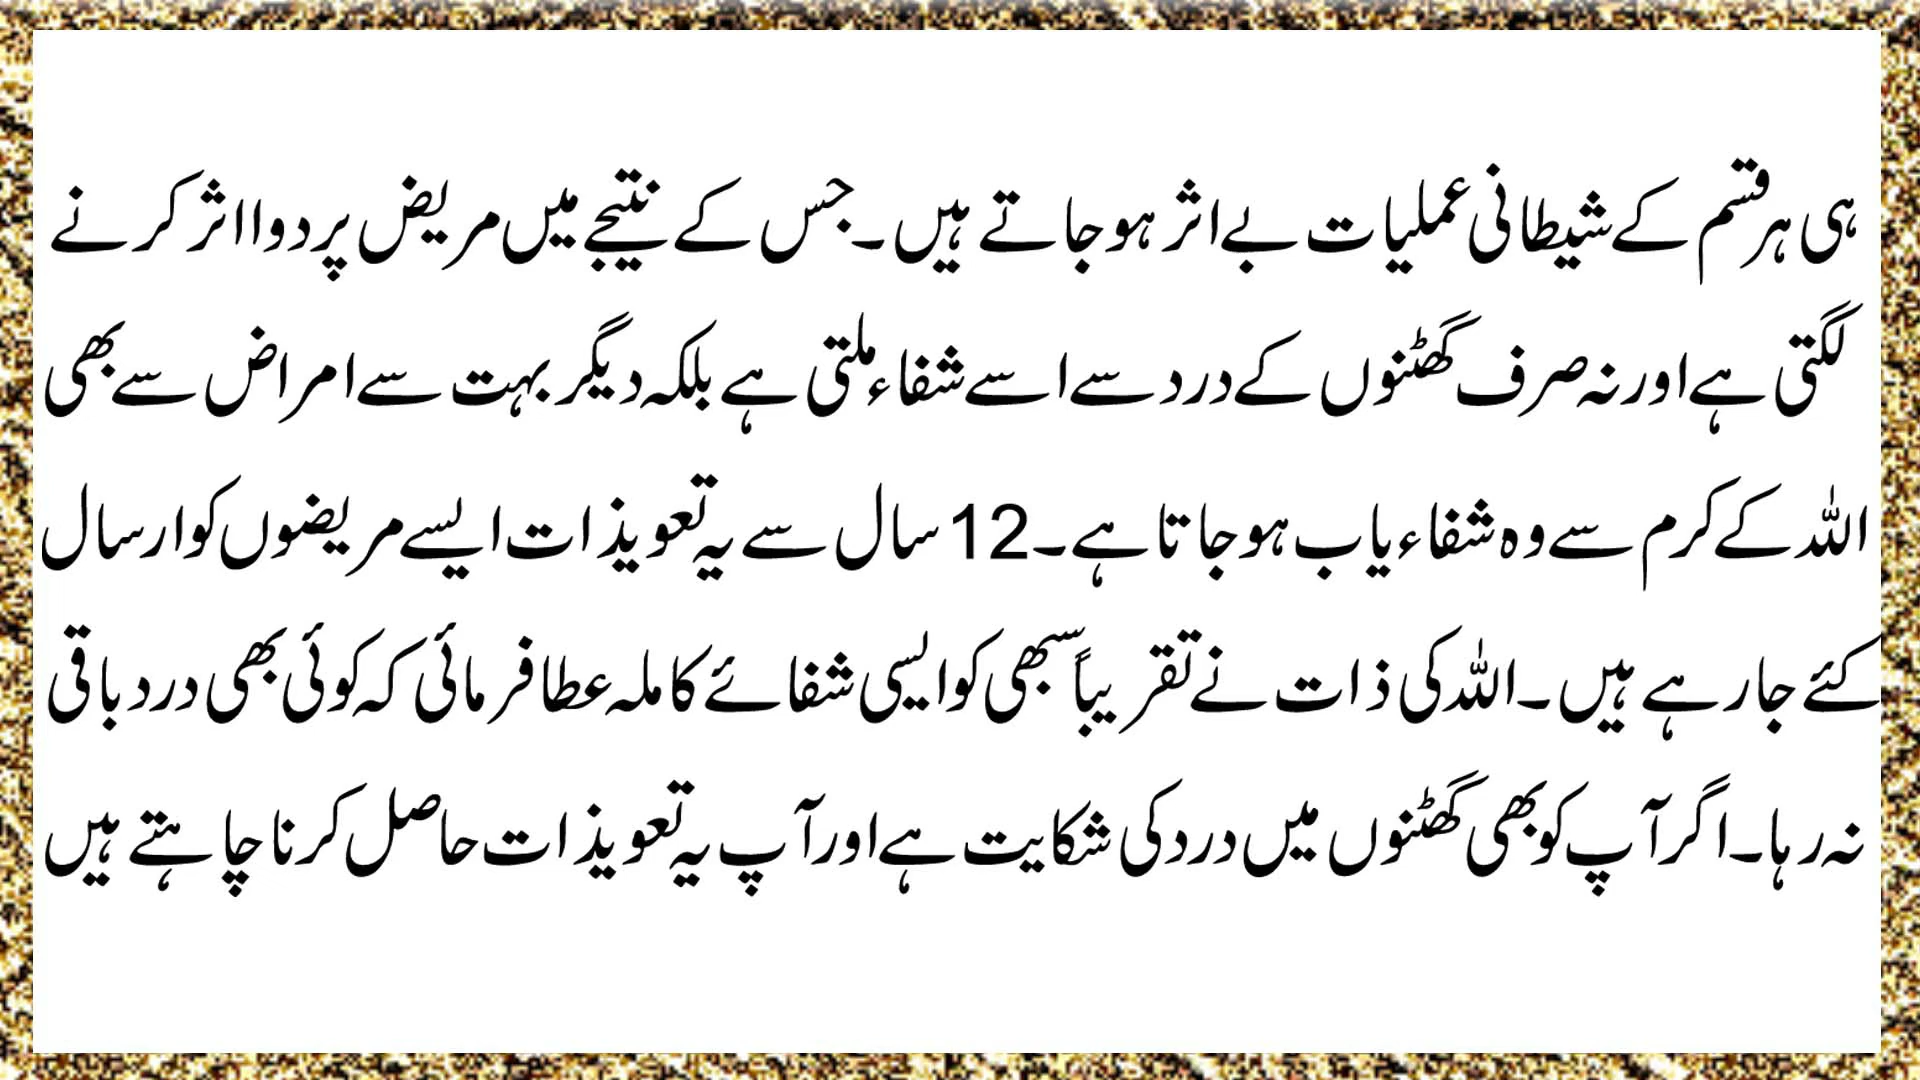 ہی ہر قسم کے شیطانی عملیات بے اثر ہو جاتے ہیں۔ جس کے نتیجے میں مریض پر دوا اثر کرنے
لگتی ہے اور نہ صرف گھٹنوں کے درد سے اسے شفاء ملتی ہے بلکہ دیگر بہت سے امراض سے بھی
اللہ کے کرم سے وہ شفاء یاب ہو جاتا ہے۔ 12 سال سے یہ تعویذات ایسے مریضوں کو ارسال
کئے جا رہے ہیں۔ اللہ کی ذات نے تقریباً سبھی کو ایسی شفائے کاملہ عطا فرمائی کہ کوئی بھی درد باقی
نہ رہا۔ اگر آپ کو بھی گھٹنوں میں درد کی شکایت ہے اور آپ یہ تعویذات حاصل کرنا چاہتے ہیں